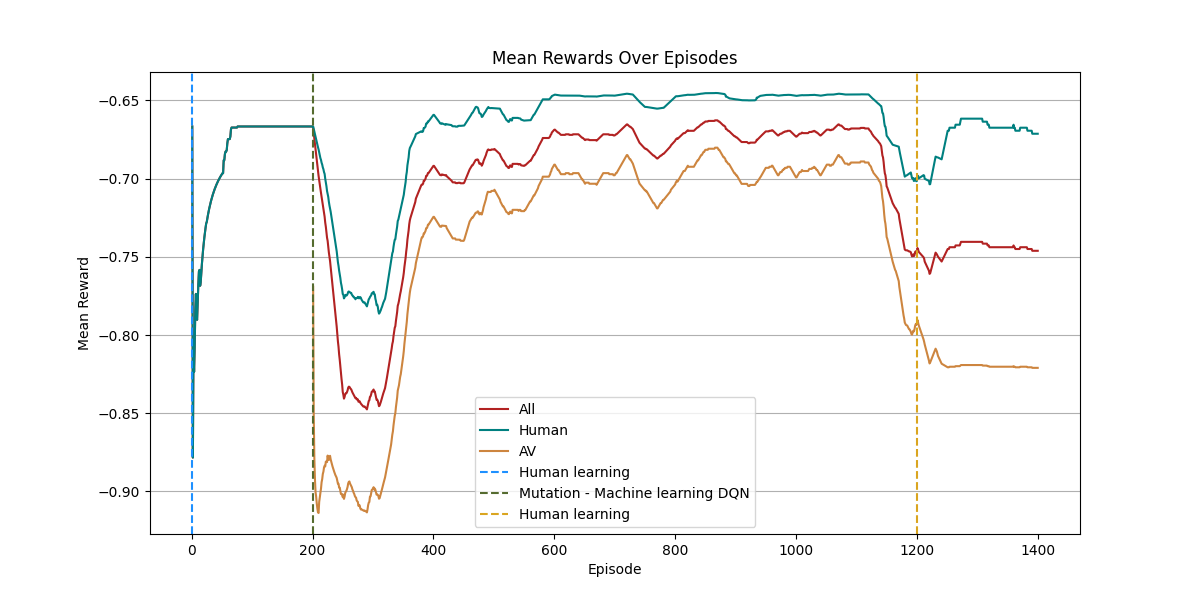 Mean Rewards Over Episodes
Mean Reward
−0.65
−0.70
−0.75
−0.80
−0.85
−0.90
All
Human
AV
Human learning
Mutation - Machine learning DQN
Human learning
0 200 400 600 800 1000 1200 1400
Episode